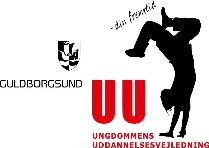 - din fremtid
GULDBORGSUND
UU
UNGDOMMENS
UDDANNELSESVEJLEDNING